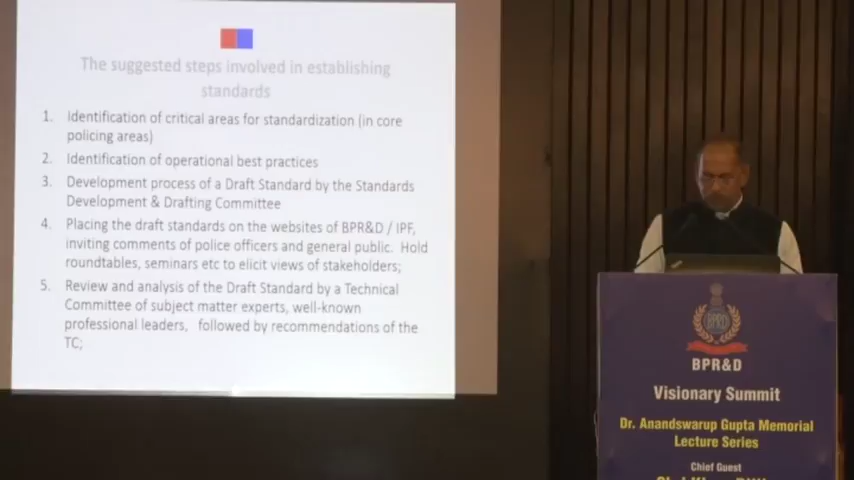 The suggested steps involved in establishing
standards
1. Identification of critical areas for standardization (in core
policing areas)
2. Identification of operational best practices
3. Development process of a Draft Standard by the Standards
Development & Drafting Committee
4. Placing the draft standards on the websites of BPR&D / IPF,
inviting comments of police officers and general public. Hold
roundtables, seminars etc to elicit views of stakeholders;
5. Review and analysis of the Draft Standard by a Technical
Committee of subject matter experts, well-known
professional leaders, followed by recommendations of the
TC;
BPRD
BPR&D
Visionary Summit
Dr. Anandswarup Gupta Memorial
Lecture Series
Chief Guest